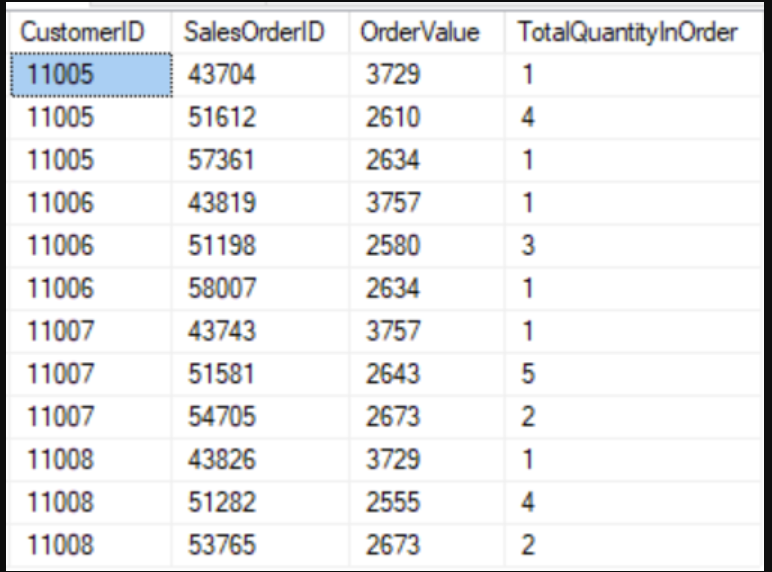 CustomerID SalesOrderID OrderValue TotalQuantityInOrder
11005 43704 3729 1
11005 51612 2610 4
11005 57361 2634 1
11006 43819 3757 1
11006 51198 2580 3
11006 58007 2634 1
11007 43743 3757 1
11007 51581 2643 5
11007 54705 2673 2
11008 43826 3729 1
11008 51282 2555 4
11008 53765 2673 2